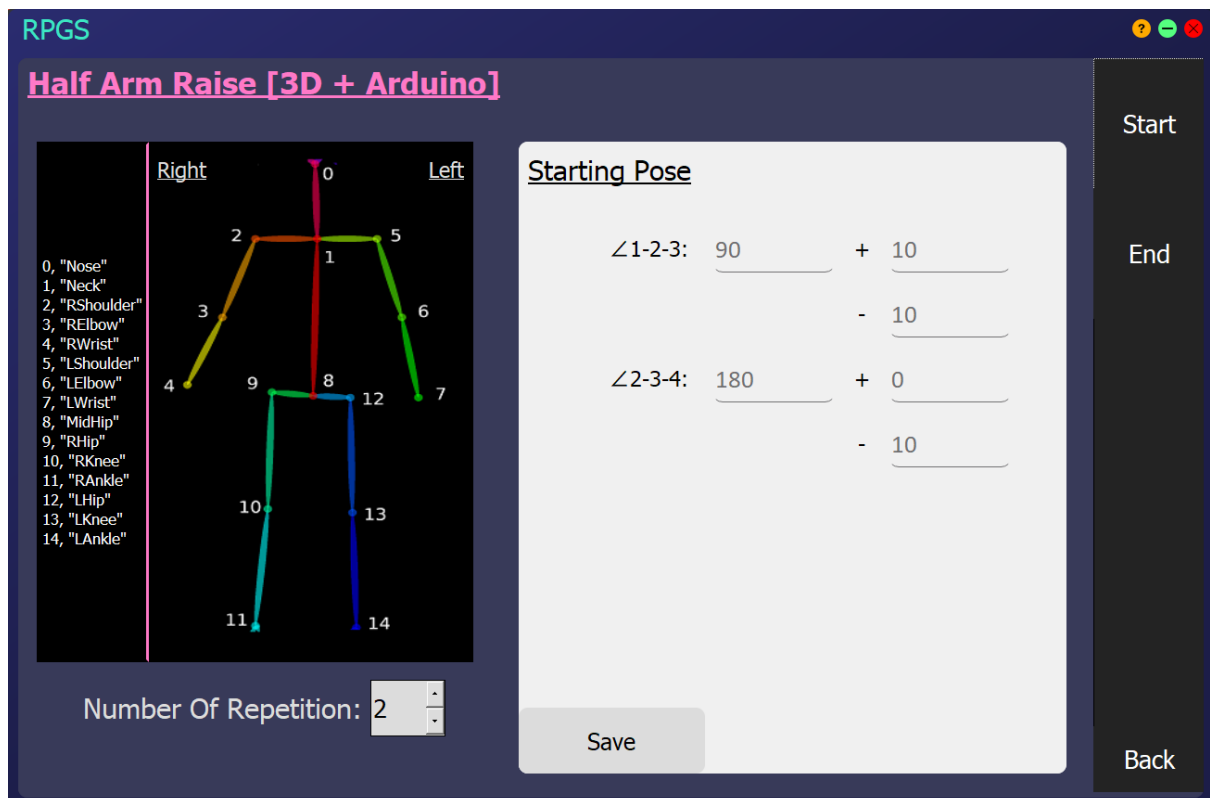 RPGS
?
Half Arm Raise [3D + Arduino]
Start
End
Back
Right
Left
0
1
2
5
3
6
4
7
9
8
12
10
13
11
14
0, "Nose"
1, "Neck"
2, "RShoulder"
3, "RElbow"
4, "RWrist"
5, "LShoulder"
6, "LElbow"
7, "LWrist"
8, "MidHip"
9, "RHip"
10, "RKnee"
11, "RAnkle"
12, "LHip"
13, "LKnee"
14, "LAnkle"
Number Of Repetition: 2
Starting Pose
∠1-2-3: 90 + 10
- 10
∠2-3-4: 180 + 0
- 10
Save